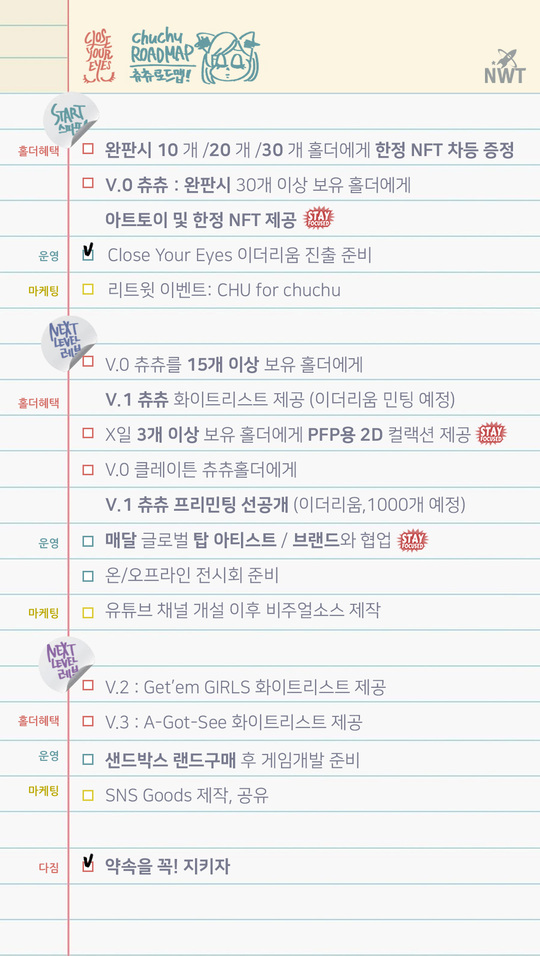 CLOSE YOUR EYES
chuchu
ROADMAP
츄츄로드맵!
NWT
START
스따뜨
홀더혜택
완판시 10 개 /20 개 /30 개 홀더에게 한정 NFT 차등 증정
V.0 츄츄 : 완판시 30개 이상 보유 홀더에게
아트토이 및 한정 NFT 제공 STAY FOCUSED
운영
Close Your Eyes 이더리움 진출 준비
마케팅
리트윗 이벤트: CHU for chuchu
NEXT
LEVEL
레브
V.0 츄츄를 15개 이상 보유 홀더에게
홀더혜택
V.1 츄츄 화이트리스트 제공 (이더리움 민팅 예정)
X일 3개 이상 보유 홀더에게 PFP용 2D 컬랙션 제공 STAY FOCUSED
V.0 클레이튼 츄츄홀더에게
V.1 츄츄 프리민팅 선공개 (이더리움,1000개 예정)
운영
매달 글로벌 탑 아티스트 / 브랜드와 협업 STAY FOCUSED
온/오프라인 전시회 준비
마케팅
유튜브 채널 개설 이후 비주얼소스 제작
NEXT
LEVEL
레브
V.2 : Get'em GIRLS 화이트리스트 제공
홀더혜택
V.3 : A-Got-See 화이트리스트 제공
운영
샌드박스 랜드구매 후 게임개발 준비
마케팅
SNS Goods 제작, 공유
다짐
약속을 꼭! 지키자